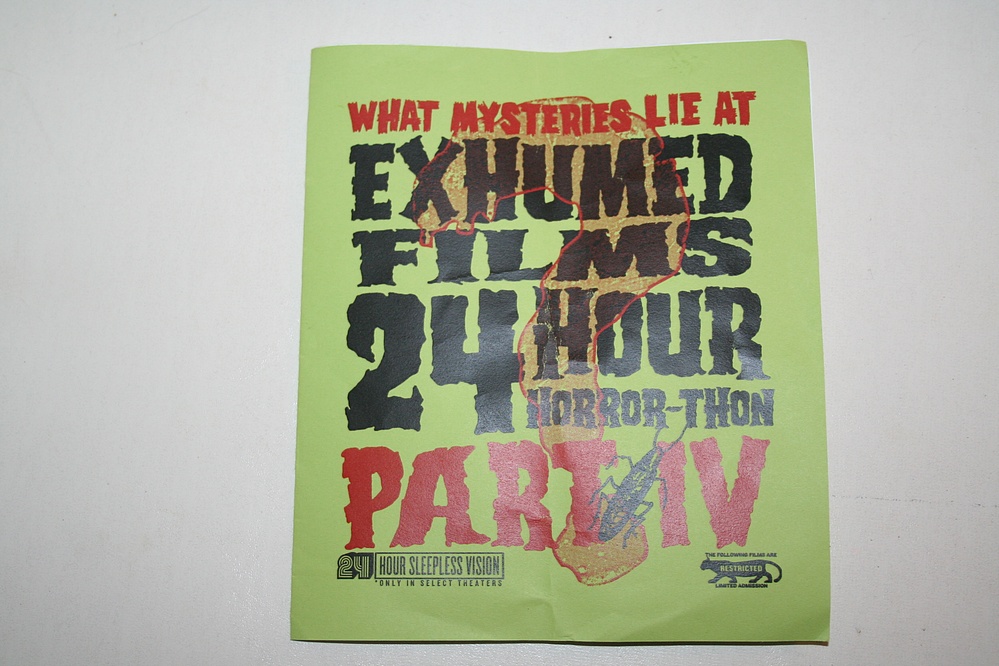 WHAT MYSTERIES LIE AT
EXHUMED
FILMS
24 HOUR
HORROR-THON
PART IV
24 HOUR SLEEPLESS VISION
*ONLY IN SELECT THEATERS
THE FOLLOWING FILMS ARE
RESTRICTED
LIMITED ADMISSION